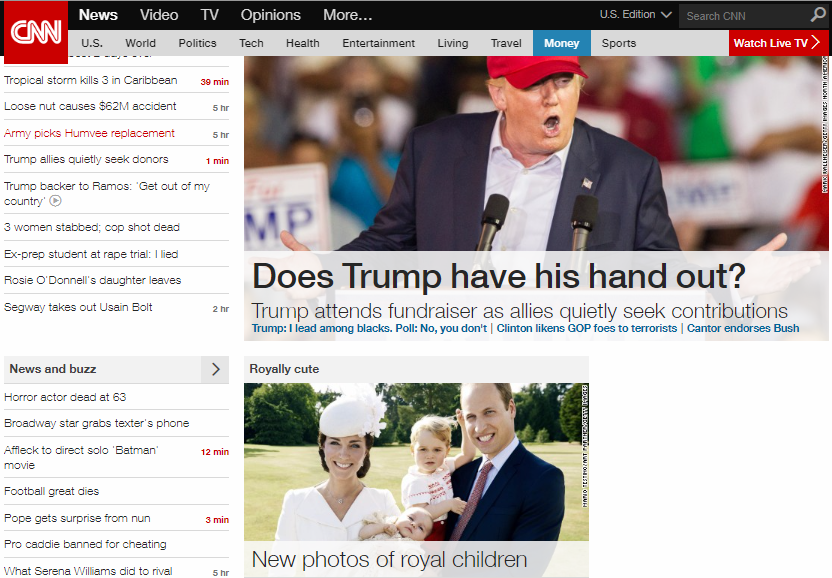 CNN
News Video TV Opinions More...
U.S. Edition
Search CNN
U.S. World Politics Tech Health Entertainment Living Travel Money Sports
Watch Live TV
Tropical storm kills 3 in Caribbean 39 min
Loose nut causes $62M accident 5 hr
Army picks Humvee replacement 5 hr
Trump allies quietly seek donors 1 min
Trump backer to Ramos: 'Get out of my
country'
3 women stabbed; cop shot dead
Ex-prep student at rape trial: I lied
Rosie O'Donnell's daughter leaves
Segway takes out Usain Bolt 2 hr
MP
Does Trump have his hand out?
Trump attends fundraiser as allies quietly seek contributions
Trump: I lead among blacks. Poll: No, you don't | Clinton likens GOP foes to terrorists | Cantor endorses Bush
News and buzz
Horror actor dead at 63
Broadway star grabs texter's phone
Affleck to direct solo 'Batman'
movie 12 min
Football great dies
Pope gets surprise from nun 3 min
Pro caddie banned for cheating
What Serena Williams did to rival 5 hr
Royally cute
New photos of royal children